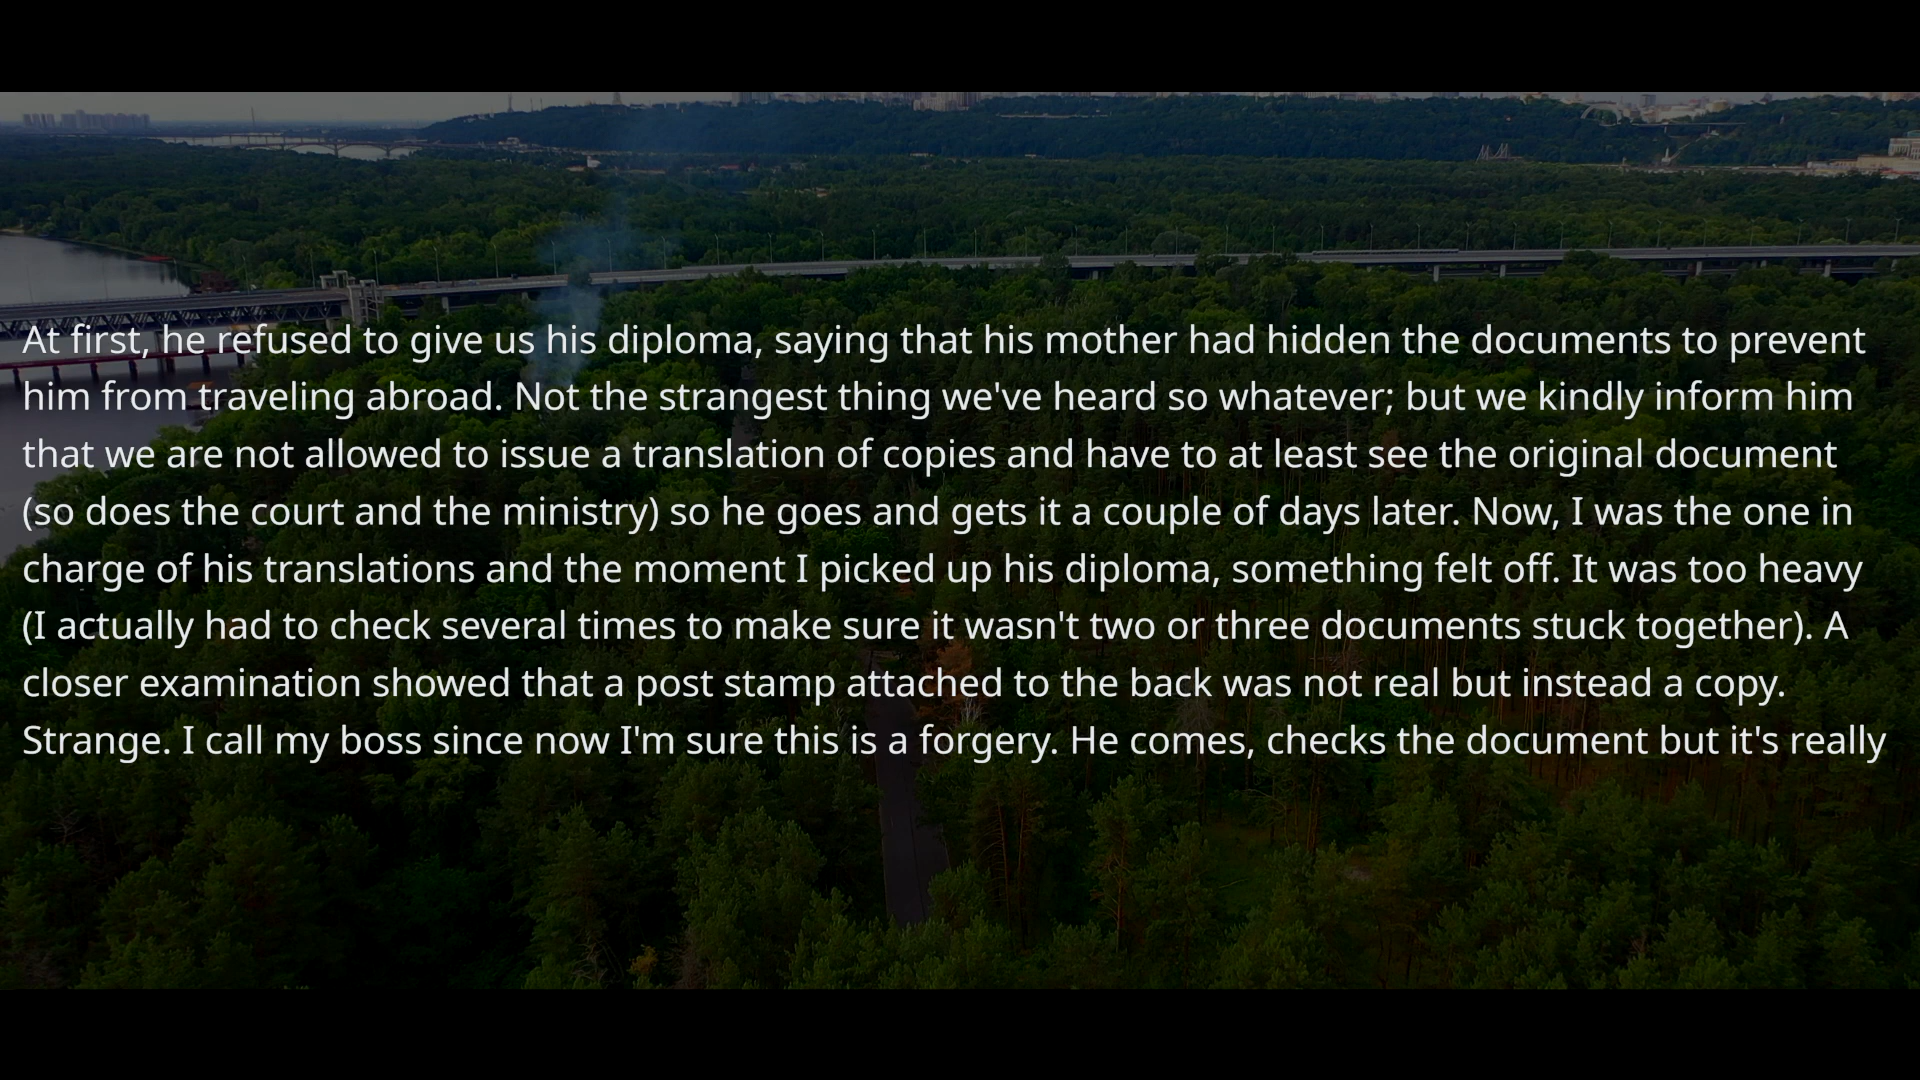 At first, he refused to give us his diploma, saying that his mother had hidden the documents to prevent
him from traveling abroad. Not the strangest thing we've heard so whatever; but we kindly inform him
that we are not allowed to issue a translation of copies and have to at least see the original document
(so does the court and the ministry) so he goes and gets it a couple of days later. Now, I was the one in
charge of his translations and the moment I picked up his diploma, something felt off. It was too heavy
(I actually had to check several times to make sure it wasn't two or three documents stuck together). A
closer examination showed that a post stamp attached to the back was not real but instead a copy.
Strange. I call my boss since now I'm sure this is a forgery. He comes, checks the document but it's really